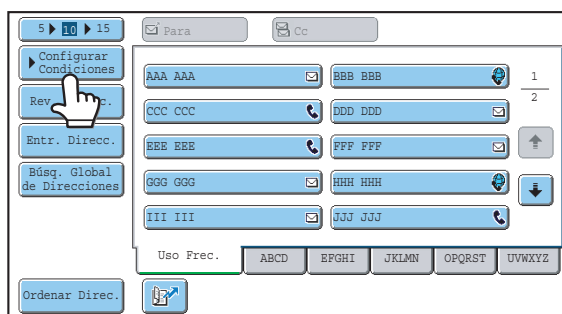 5 10 15
Para
Cc
Configurar
Condiciones
Rev. c.
Entr. Direcc.
Búsq. Global
de Direcciones
Ordenar Direc.
AAA AAA
BBB BBB
CCC CCC
DDD DDD
EEE EEE
FFF FFF
GGG GGG
HHH HHH
III III
JJJ JJJ
1
2
Uso Frec.
ABCD
EFGHI
JKLMN
OPQRST
UVWXYZ